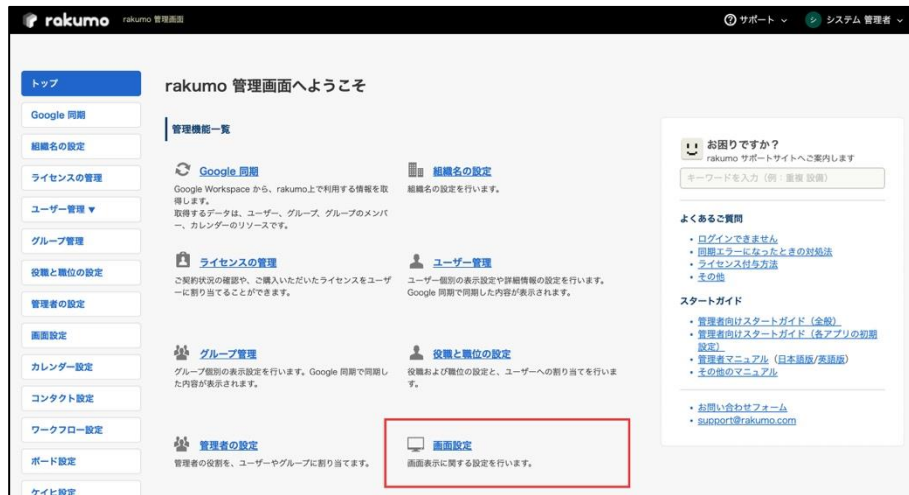 rakumo rakumo 管理画面
サポート
シ システム 管理者
トップ
Google 同期
組織名の設定
ライセンスの管理
ユーザー管理 ▼
グループ管理
役職と職位の設定
管理者の設定
画面設定
カレンダー設定
コンタクト設定
ワークフロー設定
ボード設定
ケイヒ設定
rakumo 管理画面へようこそ
管理機能一覧
Google 同期
Google Workspace から、rakumo上で利用する情報を取
得します。
取得するデータは、ユーザー、グループ、グループのメンバ
ー、カレンダーのリソースです。
組織名の設定
組織名の設定を行います。
ライセンスの管理
ご契約状況の確認や、ご購入いただいたライセンスをユーザ
ーに割り当てることができます。
ユーザー管理
ユーザー個別の表示設定や詳細情報の設定を行います。
Google 同期で同期した内容が表示されます。
グループ管理
グループ個別の表示設定を行います。Google 同期で同期し
た内容が表示されます。
役職と職位の設定
役職および職位の設定と、ユーザーへの割り当てを行いま
す。
管理者の設定
管理者の役割を、ユーザーやグループに割り当てます。
画面設定
画面表示に関する設定を行います。
お困りですか？
rakumo サポートサイトへご案内します
キーワードを入力（例：重複 設備）
よくあるご質問
• ログインできません
• 同期エラーになったときの対処法
• ライセンス付与方法
• その他
スタートガイド
• 管理者向けスタートガイド（全般）
• 管理者向けスタートガイド（各アプリの初期
設定）
• 管理者マニュアル（日本語版/英語版）
• その他のマニュアル
• お問い合わせフォーム
• support@rakumo.com